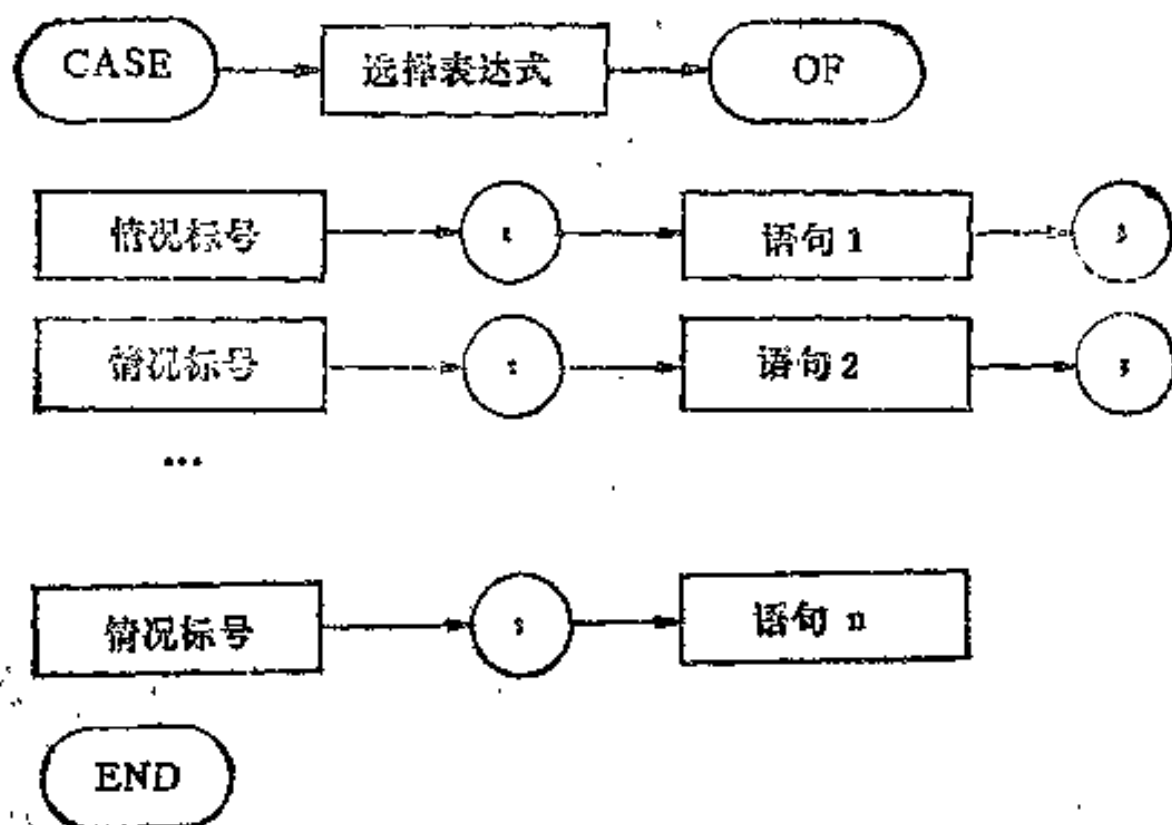 CASE 选择表达式 OF
情况标号 : 语句 1 ;
情况标号 : 语句 2 ;
...
情况标号 : 语句 n
END